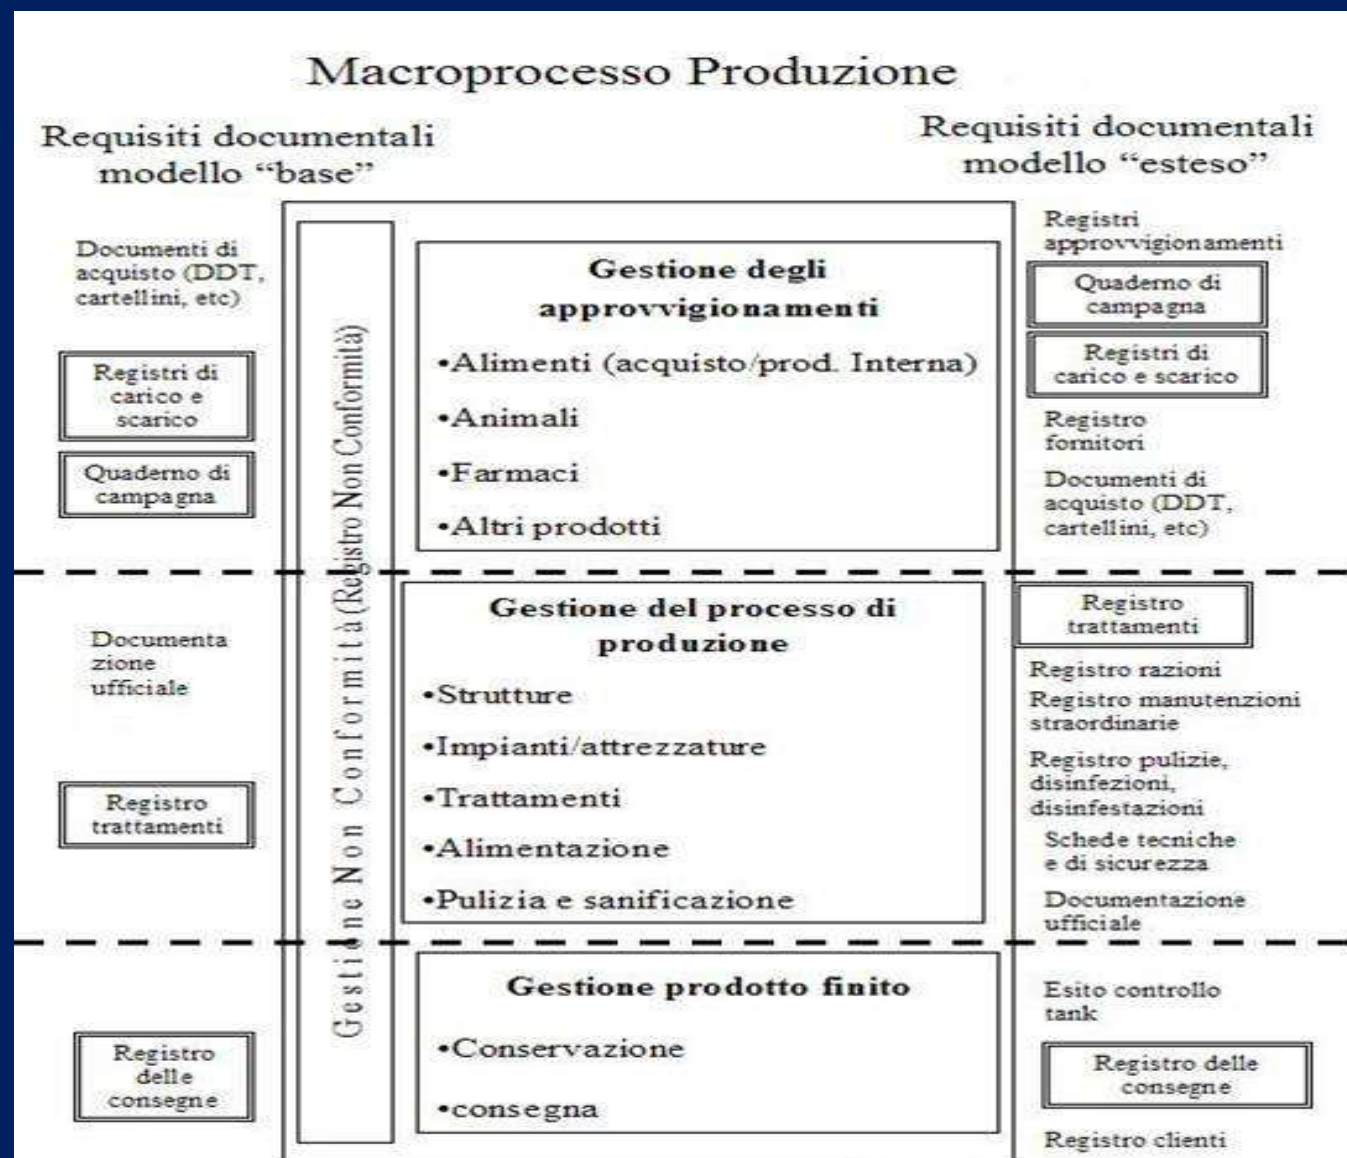 Macroprocesso Produzione
Requisiti documentali
modello “base”
Requisiti documentali
modello “esteso”
Documenti di
acquisto (DDT,
cartellini, etc)
Registri di
carico e
scarico
Quaderno di
campagna
Gestione Non Conformità (Registro Non Conformità)
Gestione degli
approvvigionamenti
•Alimenti (acquisto/prod. Interna)
•Animali
•Farmaci
•Altri prodotti
Registri
approvvigionamenti
Quaderno di
campagna
Registri di
carico e scarico
Registro
fornitori
Documenti di
acquisto (DDT,
cartellini, etc)
Documenta
zione
ufficiale
Registro
trattamenti
Gestione del processo di
produzione
•Strutture
•Impianti/attrezzature
•Trattamenti
•Alimentazione
•Pulizia e sanificazione
Registro
trattamenti
Registro razioni
Registro manutenzioni
straordinarie
Registro pulizie,
disinfezioni,
disinfestazioni
Schede tecniche
e di sicurezza
Documentazione
ufficiale
Registro
delle
consegne
Gestione prodotto finito
•Conservazione
•consegna
Esito controllo
tank
Registro delle
consegne
Registro clienti